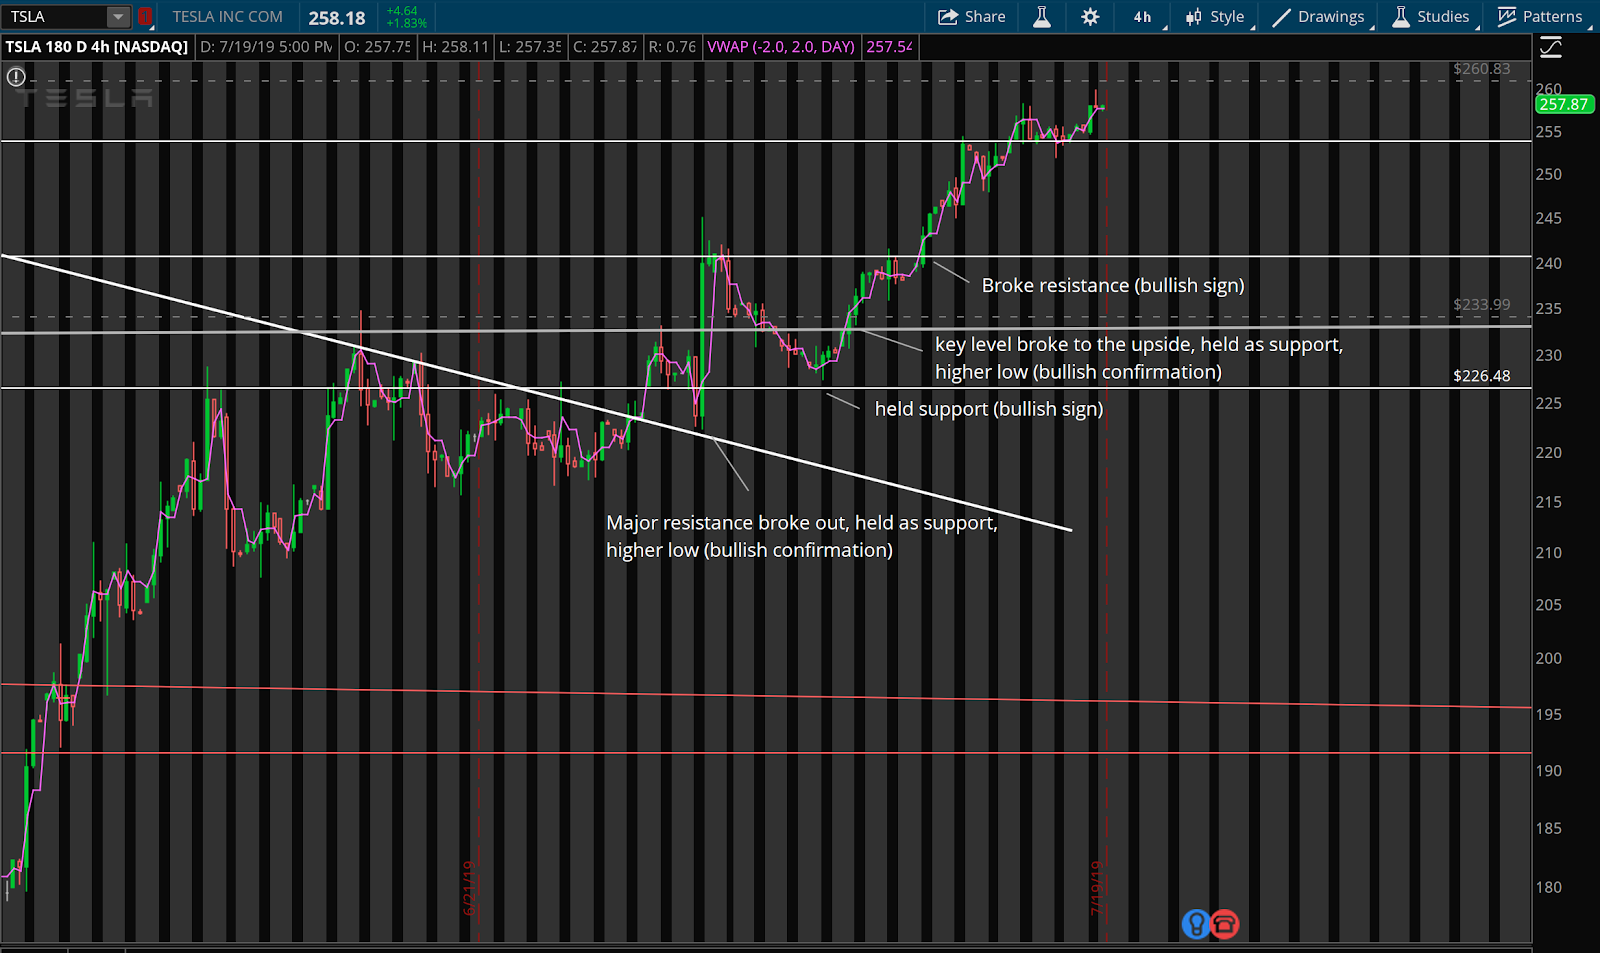 TSLA TESLA INC COM 258.18 +4.64 Share 4h Style Drawings Studies Patterns
+1.83%
TSLA 180 D 4h [NASDAQ] D: 7/19/19 5:00 PM O: 257.75 H: 258.11 L: 257.35 C: 257.87 R: 0.76 VWAP (-2.0, 2.0, DAY) 257.54
$260.83
TESLA
260
257.87
255
250
245
240
Broke resistance (bullish sign)
$233.99
235
key level broke to the upside, held as support,
230
higher low (bullish confirmation)
$226.48
225
held support (bullish sign)
220
215
Major resistance broke out, held as support,
higher low (bullish confirmation)
210
205
200
195
190
185
180
6/21/19
7/19/19